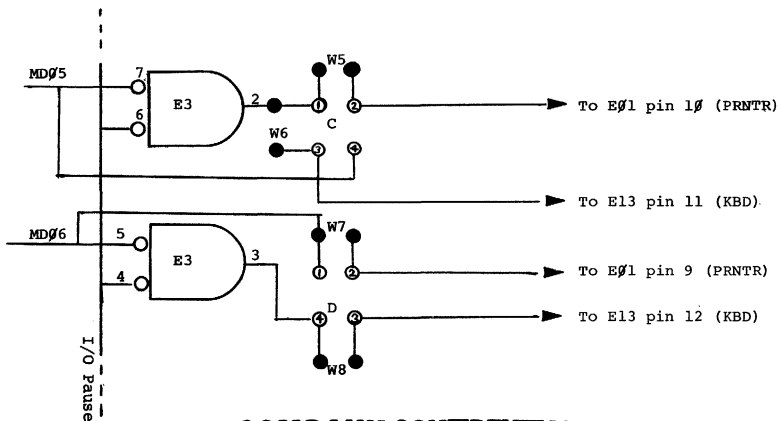 W5
MDØ5
7
E3
2
1
2
To EØ1 pin 1Ø (PRNTR)
6
C
W6
3
4
To E13 pin 11 (KBD)
MDØ6
5
W7
E3
3
1
2
To EØ1 pin 9 (PRNTR)
4
D
4
3
To E13 pin 12 (KBD)
I/O Pause
W8